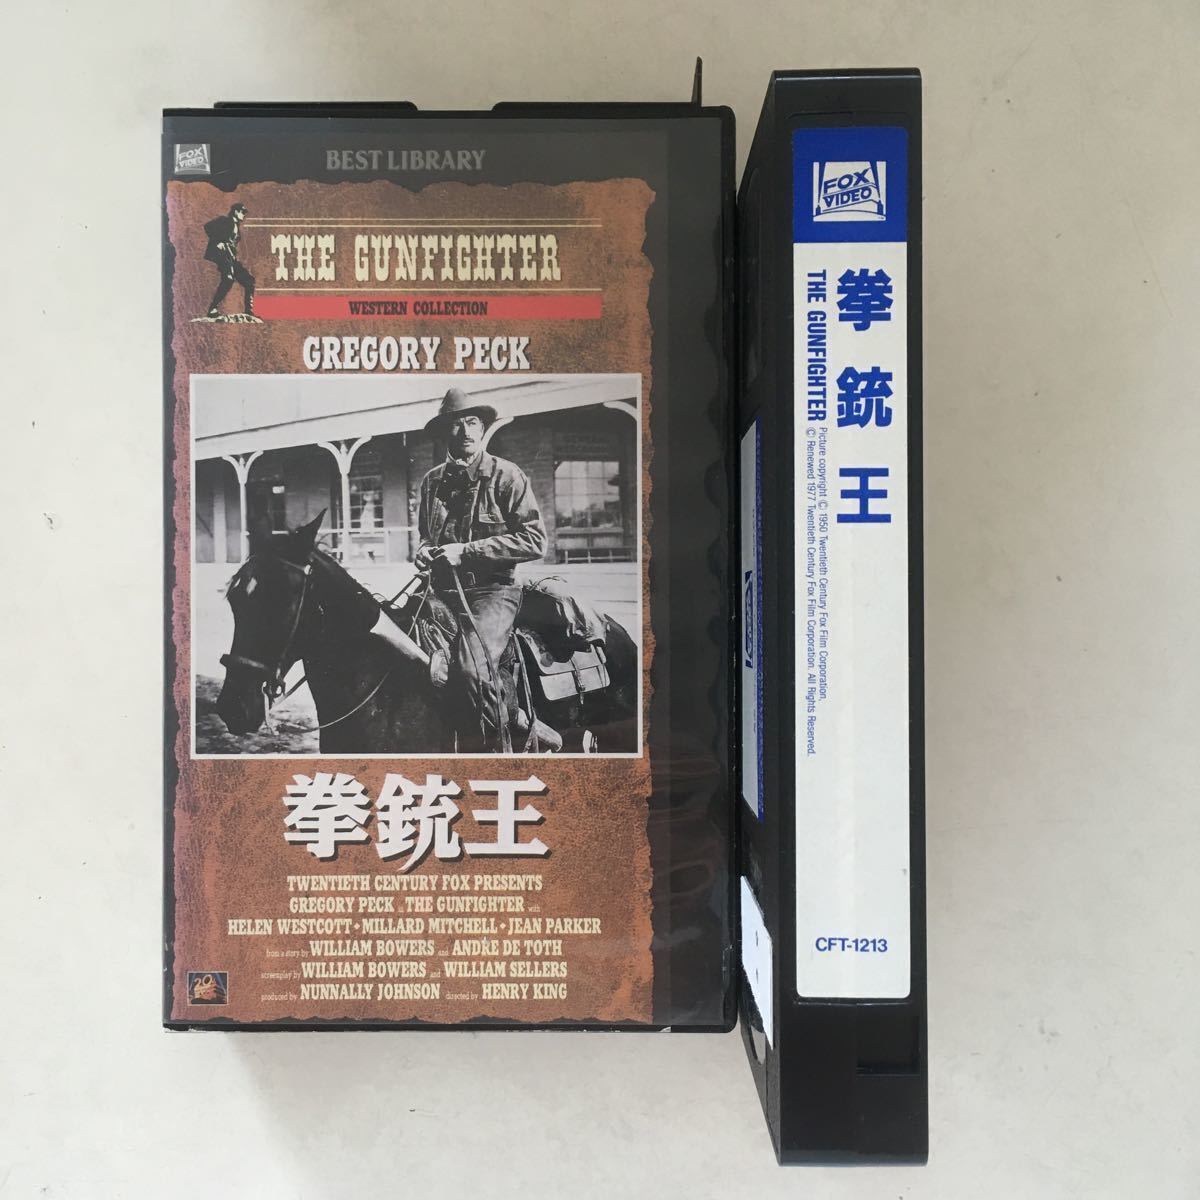 FOX
VIDEO
BEST LIBRARY
THE GUNFIGHTER
WESTERN COLLECTION
GREGORY PECK
拳銃王
TWENTIETH CENTURY FOX PRESENTS
GREGORY PECK in THE GUNFIGHTER with
HELEN WESTCOTT • MILLARD MITCHELL • JEAN PARKER
from a story by WILLIAM BOWERS and ANDRE DE TOTH
screenplay by WILLIAM BOWERS and WILLIAM SELLERS
produced by NUNNALLY JOHNSON directed by HENRY KING
FOX
VIDEO
拳銃王
THE GUNFIGHTER
Picture copyright © 1950 Twentieth Century Fox Film Corporation,
© Renewed 1977 Twentieth Century Fox Film Corporation. All Rights Reserved.
CFT-1213